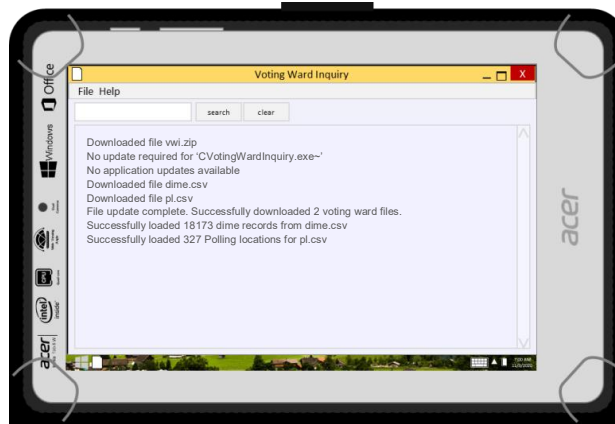 Voting Ward Inquiry
X
File Help
search clear
Downloaded file vwi.zip
No update required for ‘CVotingWardInquiry.exe~’
No application updates available
Downloaded file dime.csv
Downloaded file pl.csv
File update complete. Successfully downloaded 2 voting ward files.
Successfully loaded 18173 dime records from dime.csv
Successfully loaded 327 Polling locations for pl.csv
Office
Windows
intel
inside
acer
acer